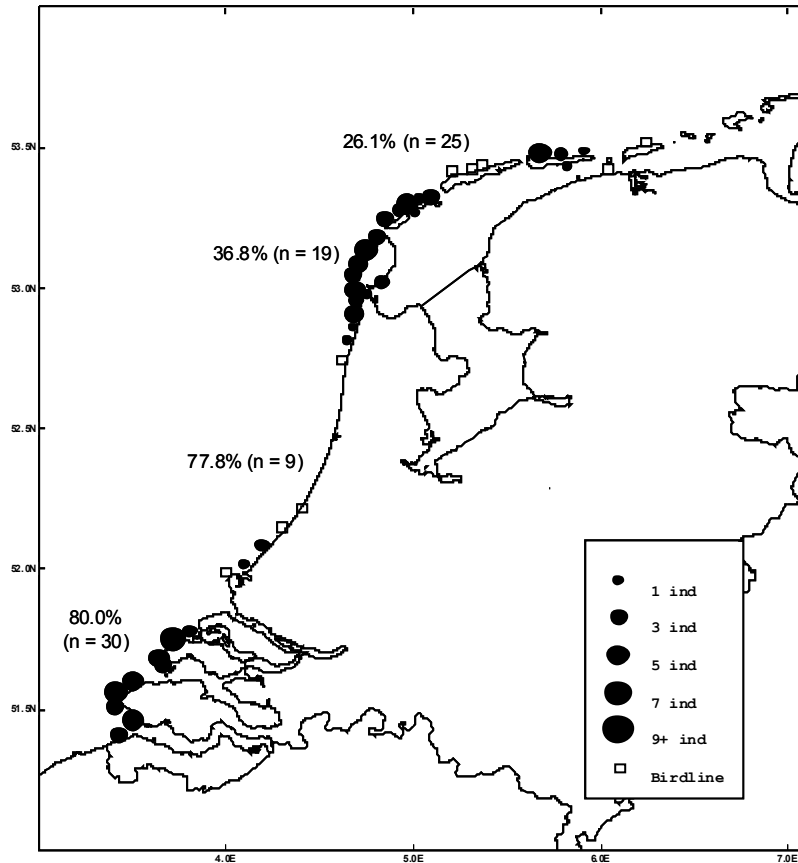 53.5N
26.1% (n = 25)
36.8% (n = 19)
53.0N
52.5N
77.8% (n = 9)
52.0N
80.0%
(n = 30)
51.5N
1 ind
3 ind
5 ind
7 ind
9+ ind
Birdline
4.0E
5.0E
6.0E
7.0E